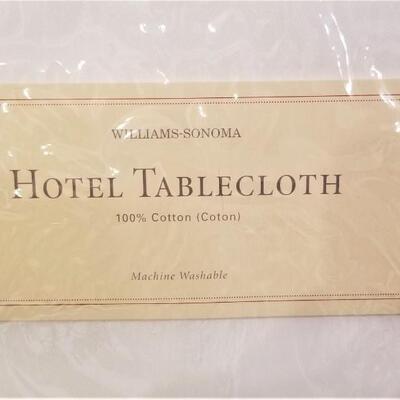 WILLIAMS-SONOMA
HOTEL TABLECLOTH
100% Cotton (Coton)
Machine Washable